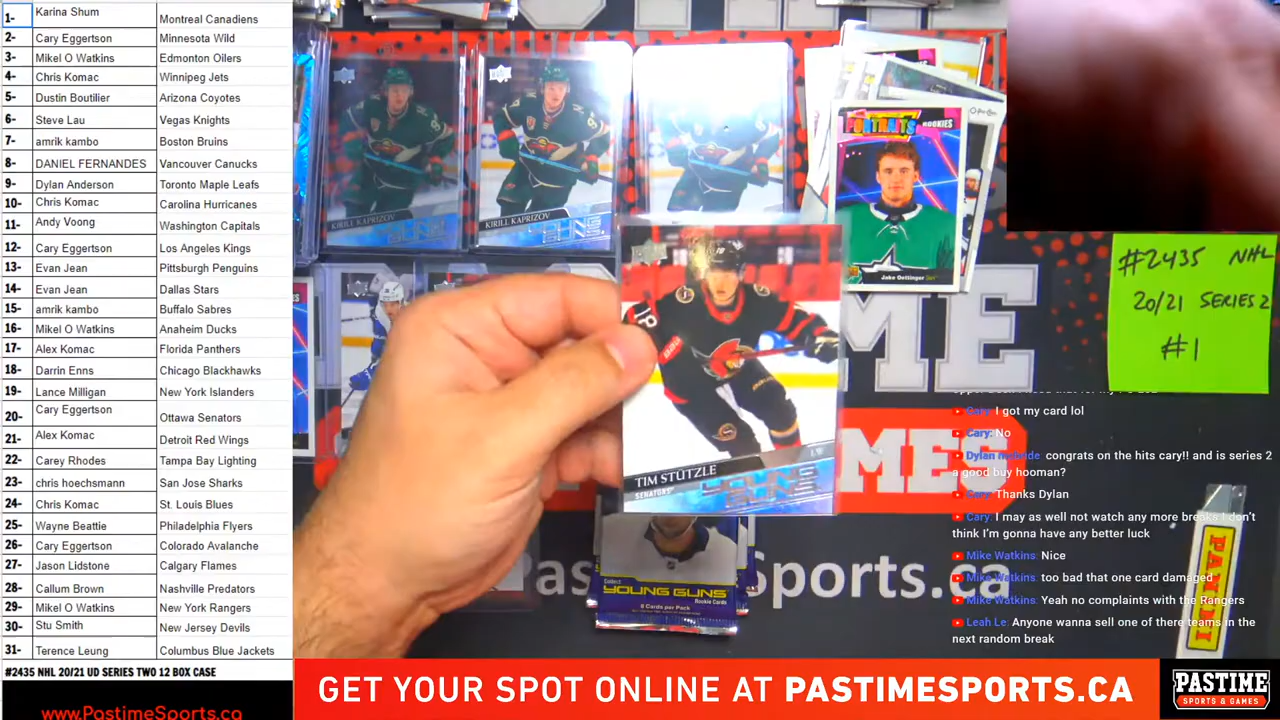 1- Karina Shum Montreal Canadiens
2- Cary Eggertson Minnesota Wild
3- Mikel O Watkins Edmonton Oilers
4- Chris Komac Winnipeg Jets
5- Dustin Boutilier Arizona Coyotes
6- Steve Lau Vegas Knights
7- amrik kambo Boston Bruins
8- DANIEL FERNANDES Vancouver Canucks
9- Dylan Anderson Toronto Maple Leafs
10- Chris Komac Carolina Hurricanes
11- Andy Voong Washington Capitals
12- Cary Eggertson Los Angeles Kings
13- Evan Jean Pittsburgh Penguins
14- Evan Jean Dallas Stars
15- amrik kambo Buffalo Sabres
16- Mikel O Watkins Anaheim Ducks
17- Alex Komac Florida Panthers
18- Darrin Enns Chicago Blackhawks
19- Lance Milligan New York Islanders
20- Cary Eggertson Ottawa Senators
21- Alex Komac Detroit Red Wings
22- Carey Rhodes Tampa Bay Lighting
23- chris hoechsmann San Jose Sharks
24- Chris Komac St. Louis Blues
25- Wayne Beattie Philadelphia Flyers
26- Cary Eggertson Colorado Avalanche
27- Jason Lidstone Calgary Flames
28- Callum Brown Nashville Predators
29- Mikel O Watkins New York Rangers
30- Stu Smith New Jersey Devils
31- Terence Leung Columbus Blue Jackets
#2435 NHL 20/21 UD SERIES TWO 12 BOX CASE
www.PastimeSports.ca
KIRILL KAPRIZOV
KIRILL KAPRIZOV
PORTRAITS ROOKIES
Jake Oettinger
18
TIM STÜTZLE
SENATORS
LW
YOUNG GUNS
Rookie Cards
8 Cards per Pack
ME
GAMES
PastimeSports.ca
#2435 NHL
20/21 SERIES 2
#1
Cary: I got my card lol
Cary: No
congrats on the hits cary!! and is series 2
a good buy hooman?
Cary: Thanks Dylan
Cary: I may as well not watch any more breaks I don't
think I'm gonna have any better luck
Mike Watkins: Nice
Mike Watkins: too bad that one card damaged
Mike Watkins: Yeah no complaints with the Rangers
Leah Le: Anyone wanna sell one of there teams in the
next random break
PANINI
GET YOUR SPOT ONLINE AT PASTIMESPORTS.CA
PASTIME
SPORTS & GAMES